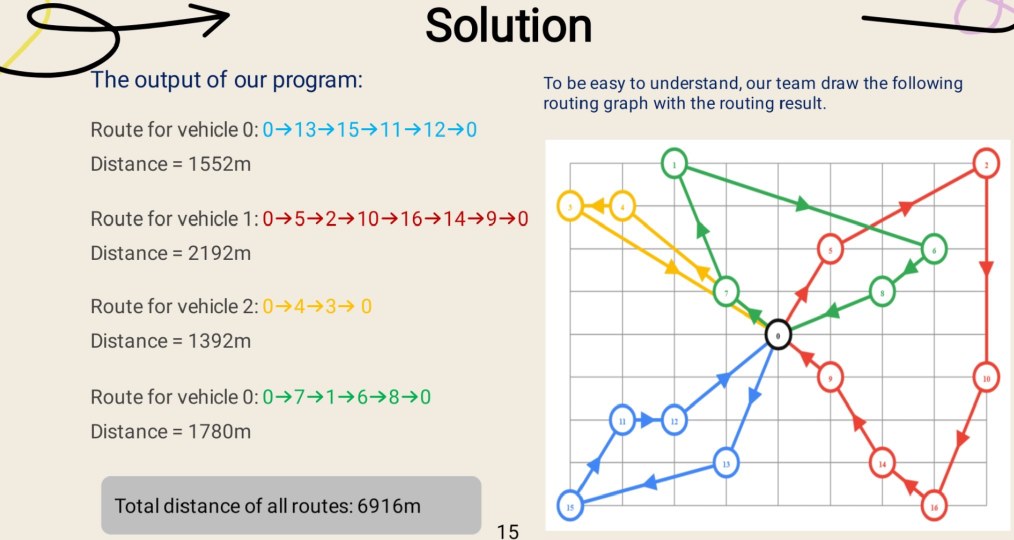 Solution
The output of our program:
Route for vehicle 0: 0→13→15→11→12→0
Distance = 1552m
Route for vehicle 1: 0→5→2→10→16→14→9→0
Distance = 2192m
Route for vehicle 2: 0→4→3→ 0
Distance = 1392m
Route for vehicle 0: 0→7→1→6→8→0
Distance = 1780m
Total distance of all routes: 6916m
To be easy to understand, our team draw the following
routing graph with the routing result.
1
2
3
4
5
6
7
8
0
9
10
11
12
13
14
15
16
15